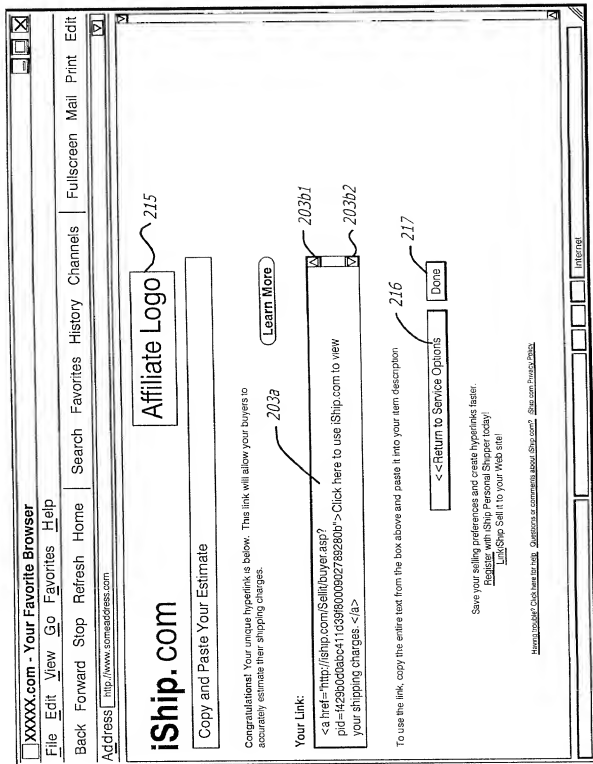 XXXXX.com - Your Favorite Browser
File Edit View Go Favorites Help
Back Forward Stop Refresh Home Search Favorites History Channels Fullscreen Mail Print Edit
Address http://www.someaddress.com
iShip.com
Affiliate Logo
215
Copy and Paste Your Estimate
Congratulations! Your unique hyperlink is below. This link will allow your buyers to
accurately estimate their shipping charges.
Learn More
203a
Your Link:
203b1
<a href="http://iship.com/Sellit/buyer.asp?
pid=f429b0d0abc411d39f8000902789280b">Click here to use iShip.com to view
your shipping charges. </a>
203b2
To use the link, copy the entire text from the box above and paste it into your item description
216
217
<<Return to Service Options
Done
Save your selling preferences and create hyperlinks faster.
Register with iShip Personal Shipper today!
LinkiShip Sell it to your Web site!
Having trouble? Click here for help Questions or comments about iShip.com? iShip.com Privacy Policy
Internet